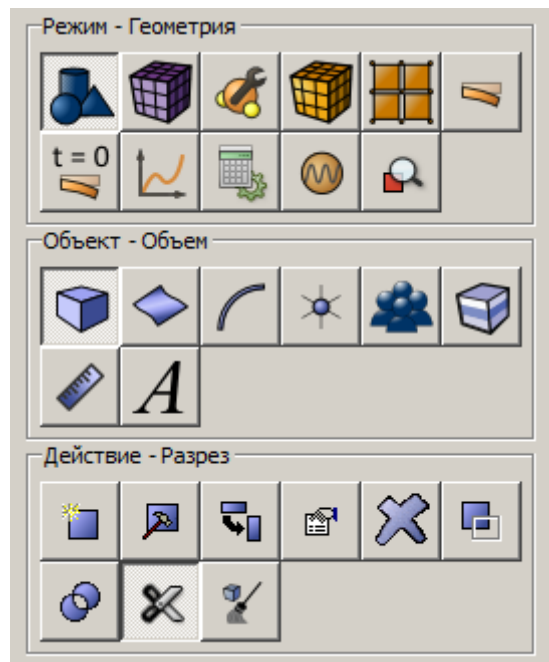 Режим - Геометрия
t = 0
Объект - Объем
A
Действие - Разрез